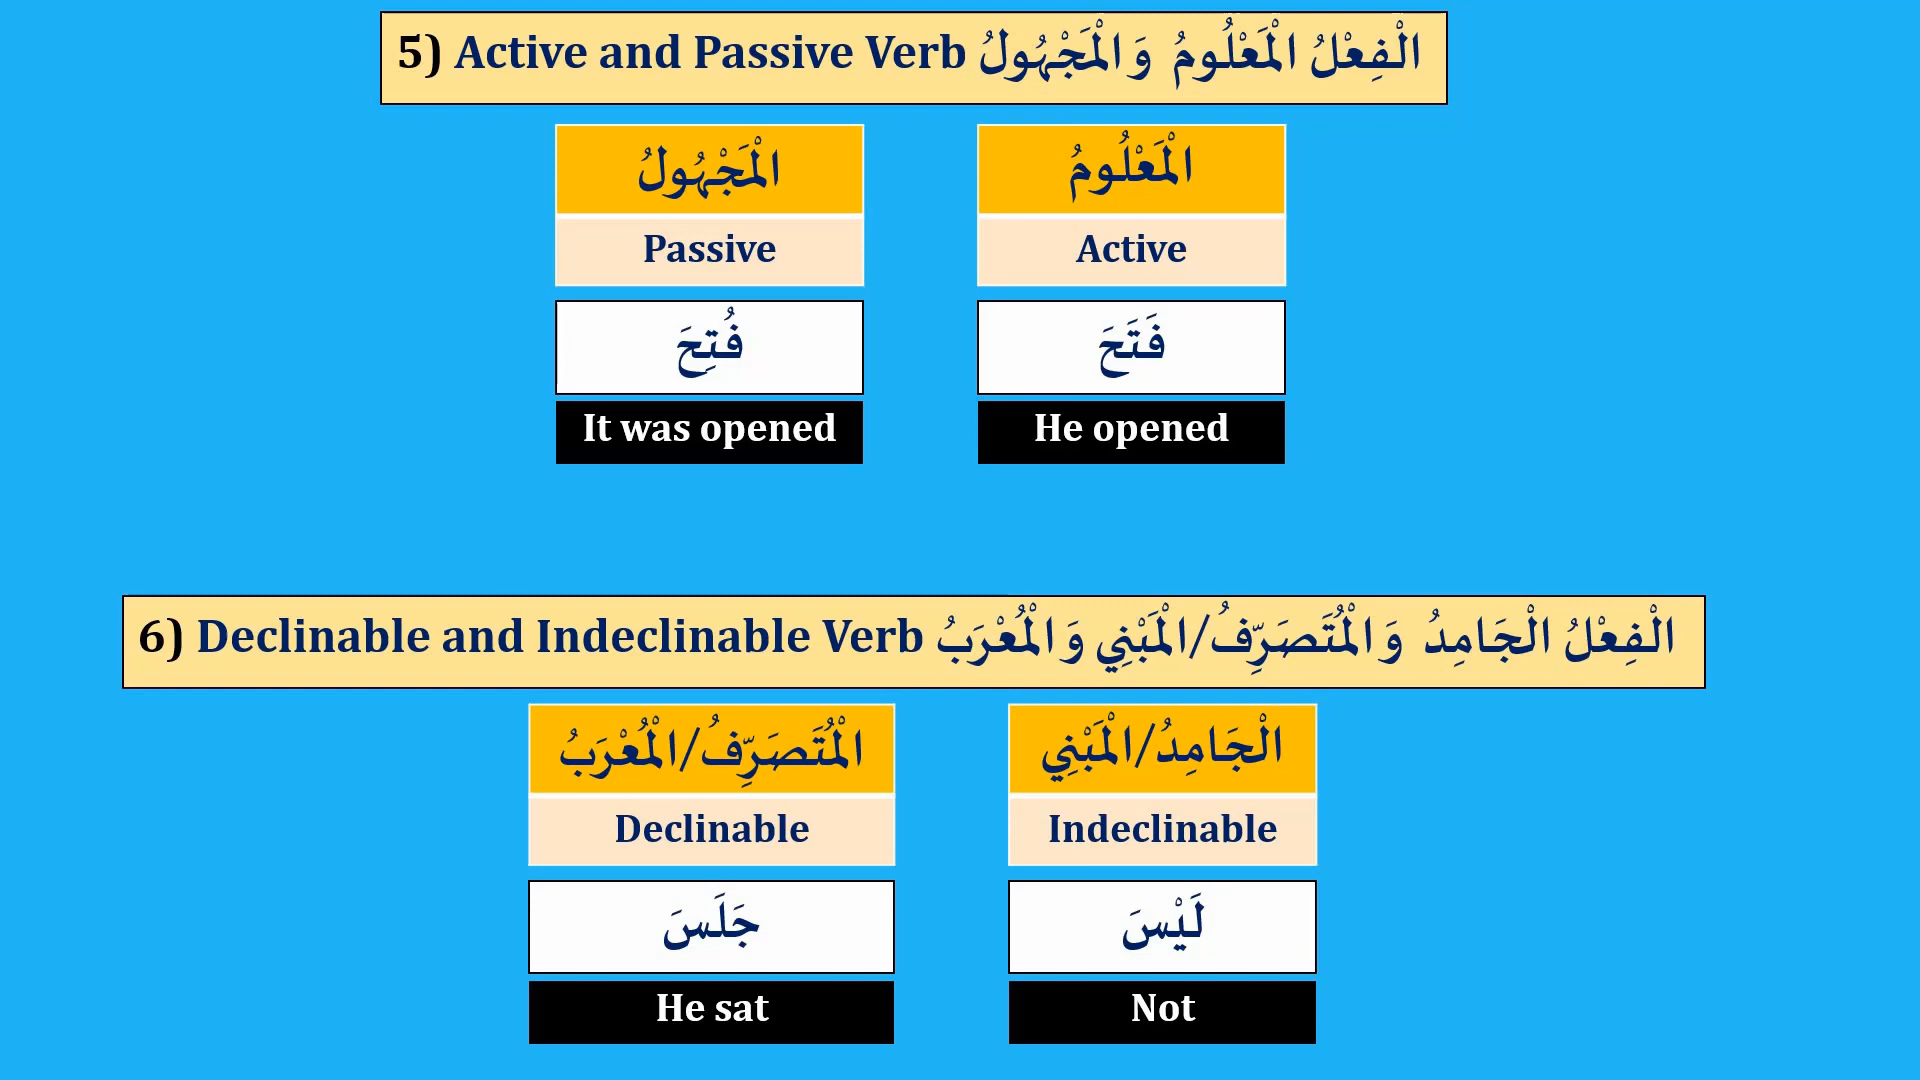 5) Active and Passive Verb الْفِعْلُ الْمَعْلُومُ وَ الْمَجْهُولُ
الْمَجْهُولُ
الْمَعْلُومُ
Passive
Active
فُتِحَ
فَتَحَ
It was opened
He opened
6) Declinable and Indeclinable Verb الْفِعْلُ الْجَامِدُ وَ الْمُتَصَرِّفُ/الْمَبْنِي وَ الْمُعْرَبُ
الْمُتَصَرِّفُ/الْمُعْرَبُ
الْجَامِدُ/الْمَبْنِي
Declinable
Indeclinable
جَلَسَ
لَيْسَ
He sat
Not